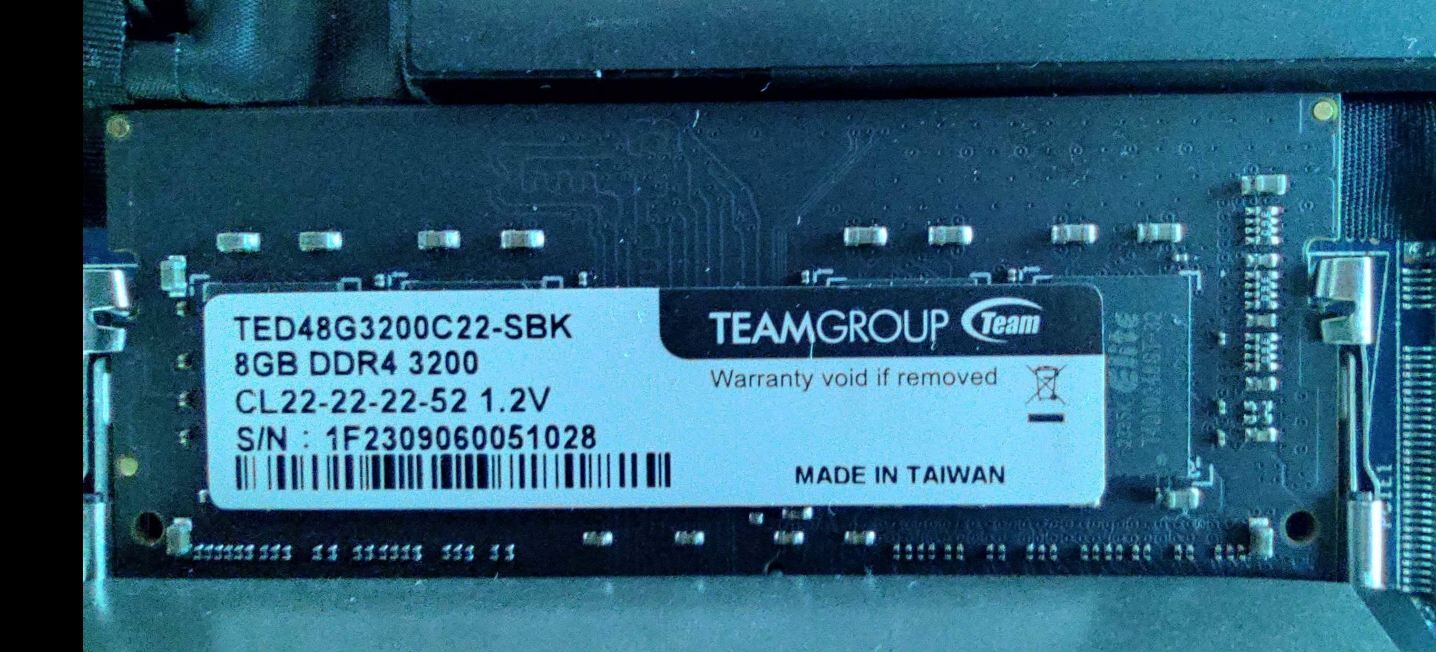 TED48G3200C22-SBK
8GB DDR4 3200
CL22-22-22-52 1.2V
S/N : 1F2309060051028
TEAMGROUP Team
Warranty void if removed
MADE IN TAIWAN
Elite